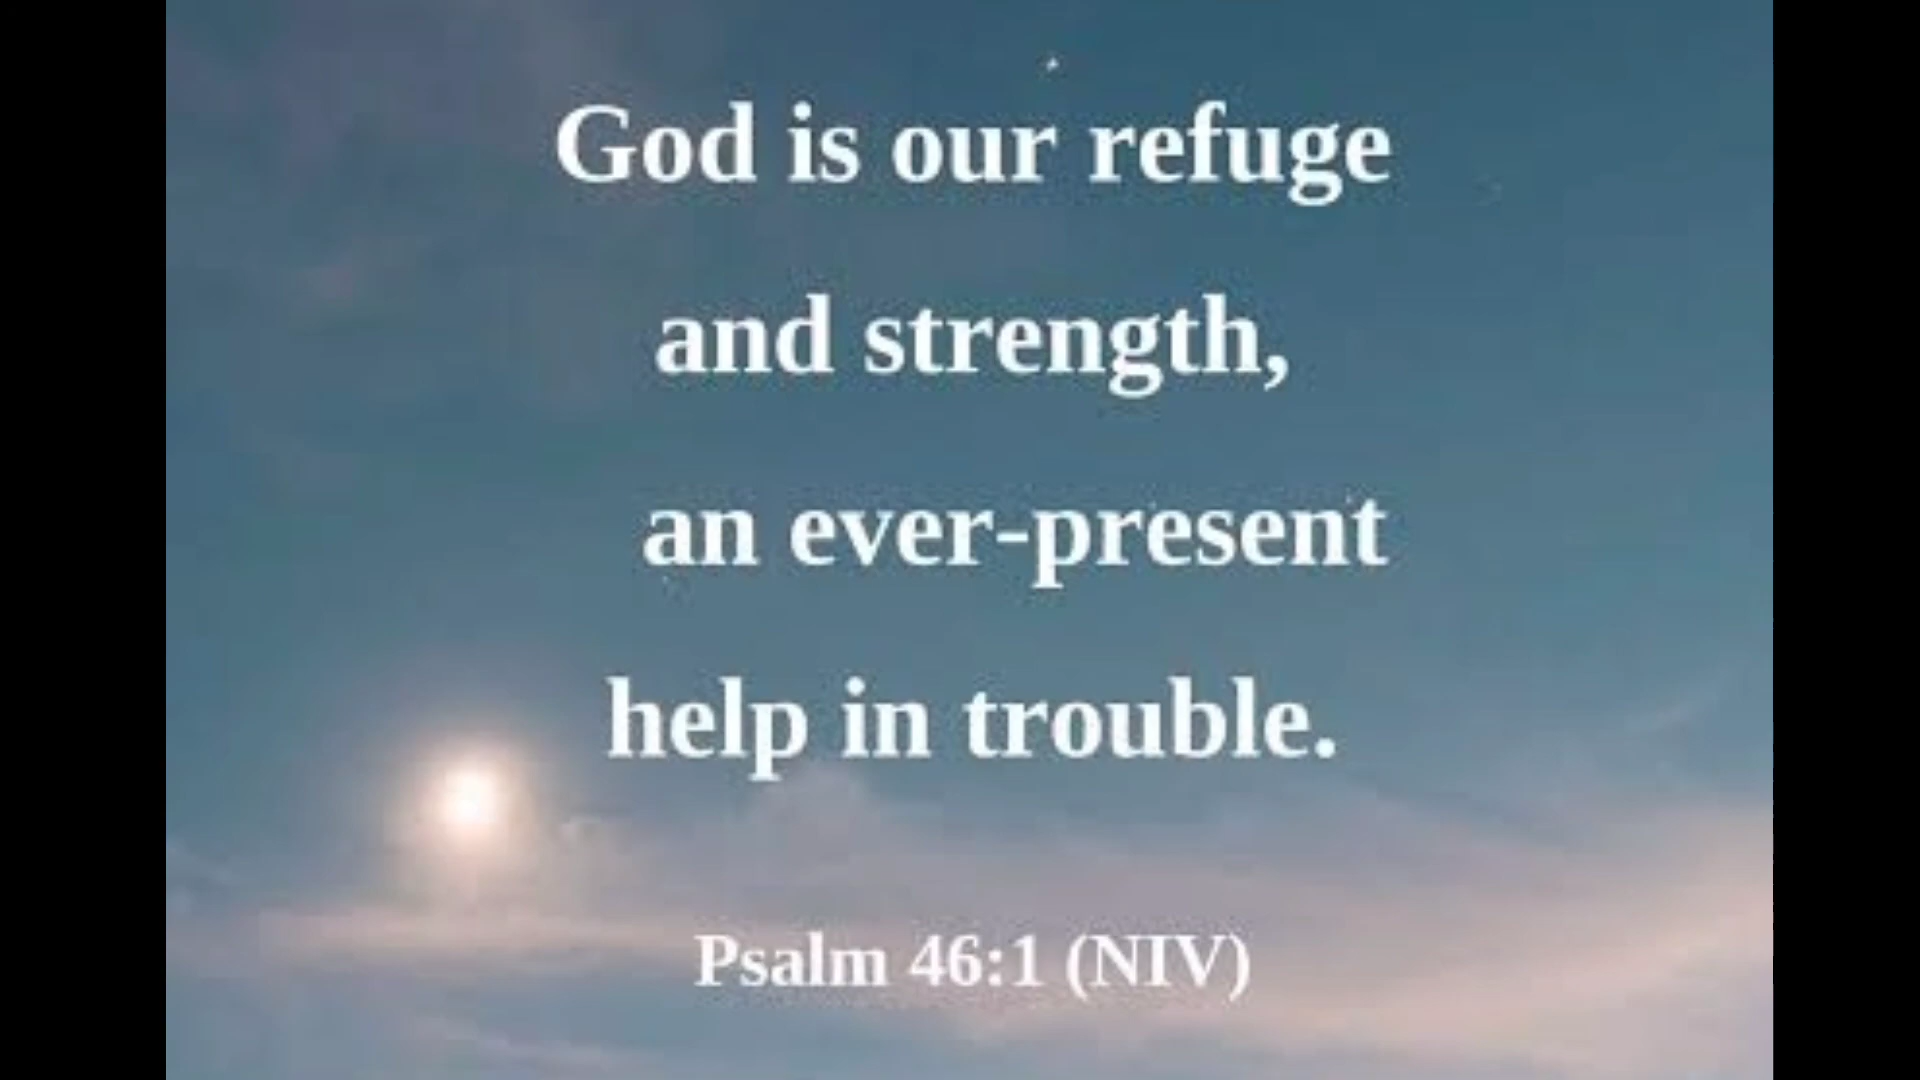 God is our refuge
and strength,
an ever-present
help in trouble.
Psalm 46:1 (NIV)